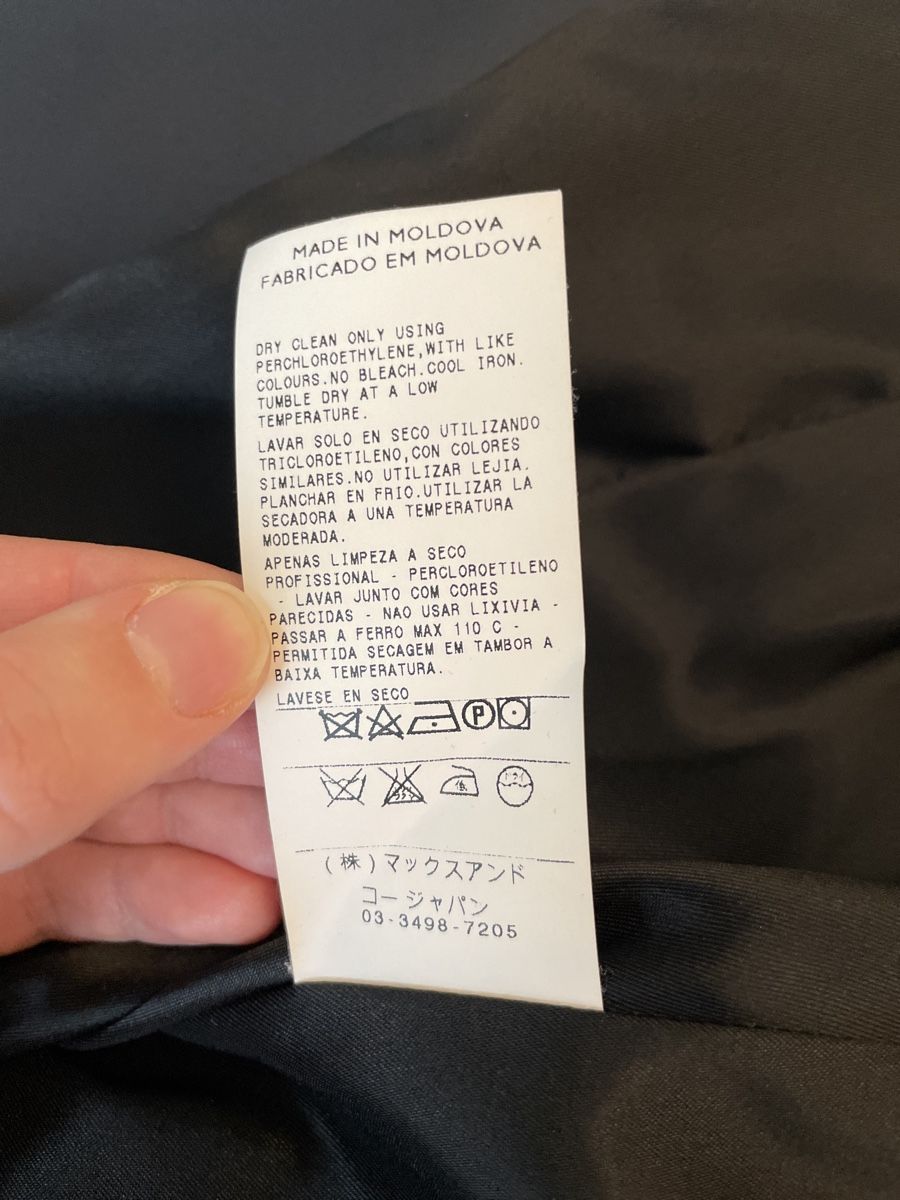 MADE IN MOLDOVA
FABRICADO EM MOLDOVA
DRY CLEAN ONLY USING
PERCHLOROETHYLENE,WITH LIKE
COLOURS.NO BLEACH.COOL IRON.
TUMBLE DRY AT A LOW
TEMPERATURE.
LAVAR SOLO EN SECO UTILIZANDO
TRICLOROETILENO,CON COLORES
SIMILARES.NO UTILIZAR LEJIA.
PLANCHAR EN FRIO.UTILIZAR LA
SECADORA A UNA TEMPERATURA
MODERADA.
APENAS LIMPEZA A SECO
PROFISSIONAL - PERCLOROETILENO
- LAVAR JUNTO COM CORES
PARECIDAS - NAO USAR LIXIVIA -
PASSAR A FERRO MAX 110 C -
PERMITIDA SECAGEM EM TAMBOR A
BAIXA TEMPERATURA.
LAVESE EN SECO
P
ドライ
(株)マックスアンド
コージャパン
03-3498-7205